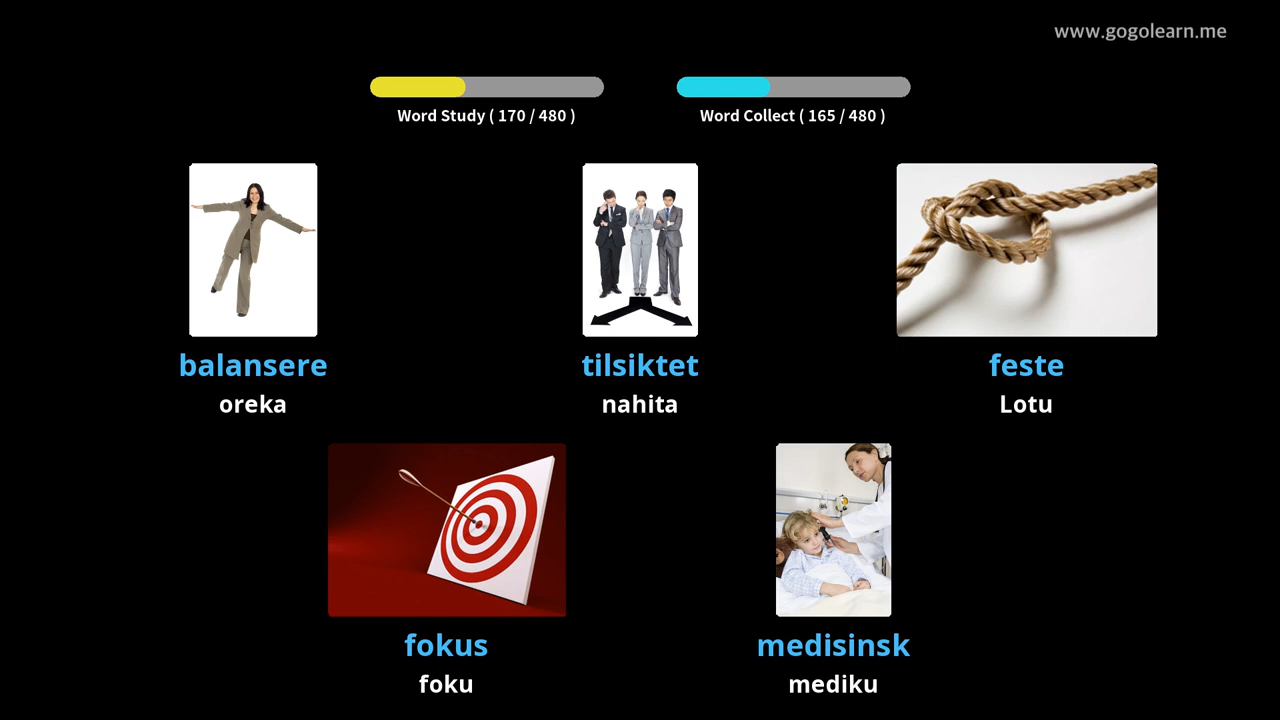 www.gogolearn.me
Word Study ( 170 / 480 )
Word Collect ( 165 / 480 )
balansere
oreka
tilsiktet
nahita
feste
Lotu
fokus
foku
medisinsk
mediku